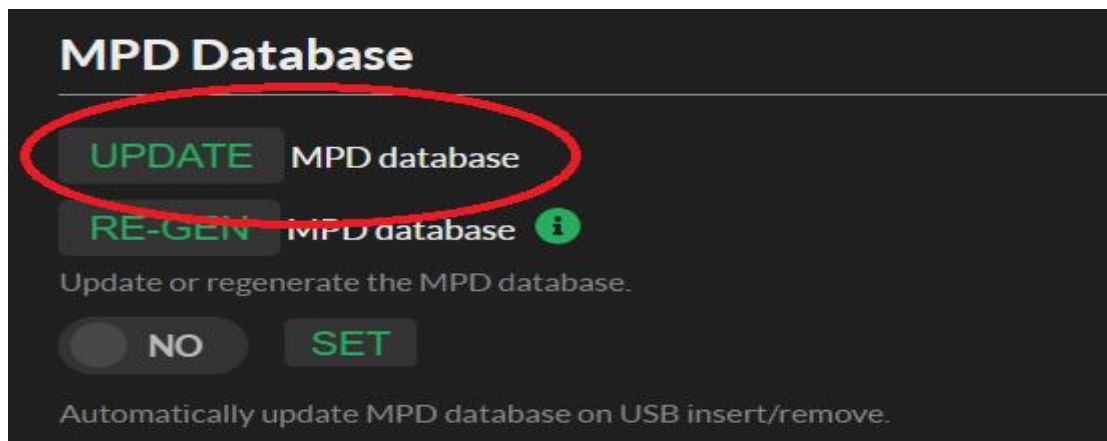 MPD Database
UPDATE MPD database
RE-GEN MPD database
Update or regenerate the MPD database.
NO SET
Automatically update MPD database on USB insert/remove.